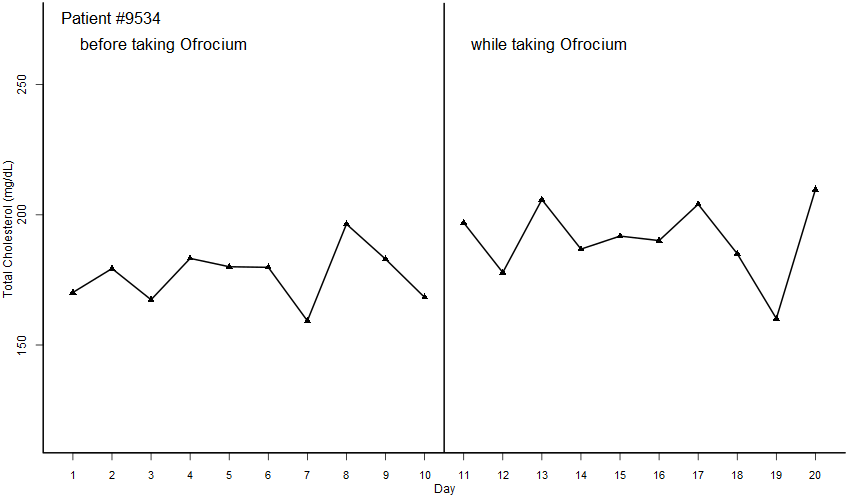 Patient #9534
before taking Ofrocium
while taking Ofrocium
Total Cholesterol (mg/dL)
250
200
150
1 2 3 4 5 6 7 8 9 10 11 12 13 14 15 16 17 18 19 20
Day